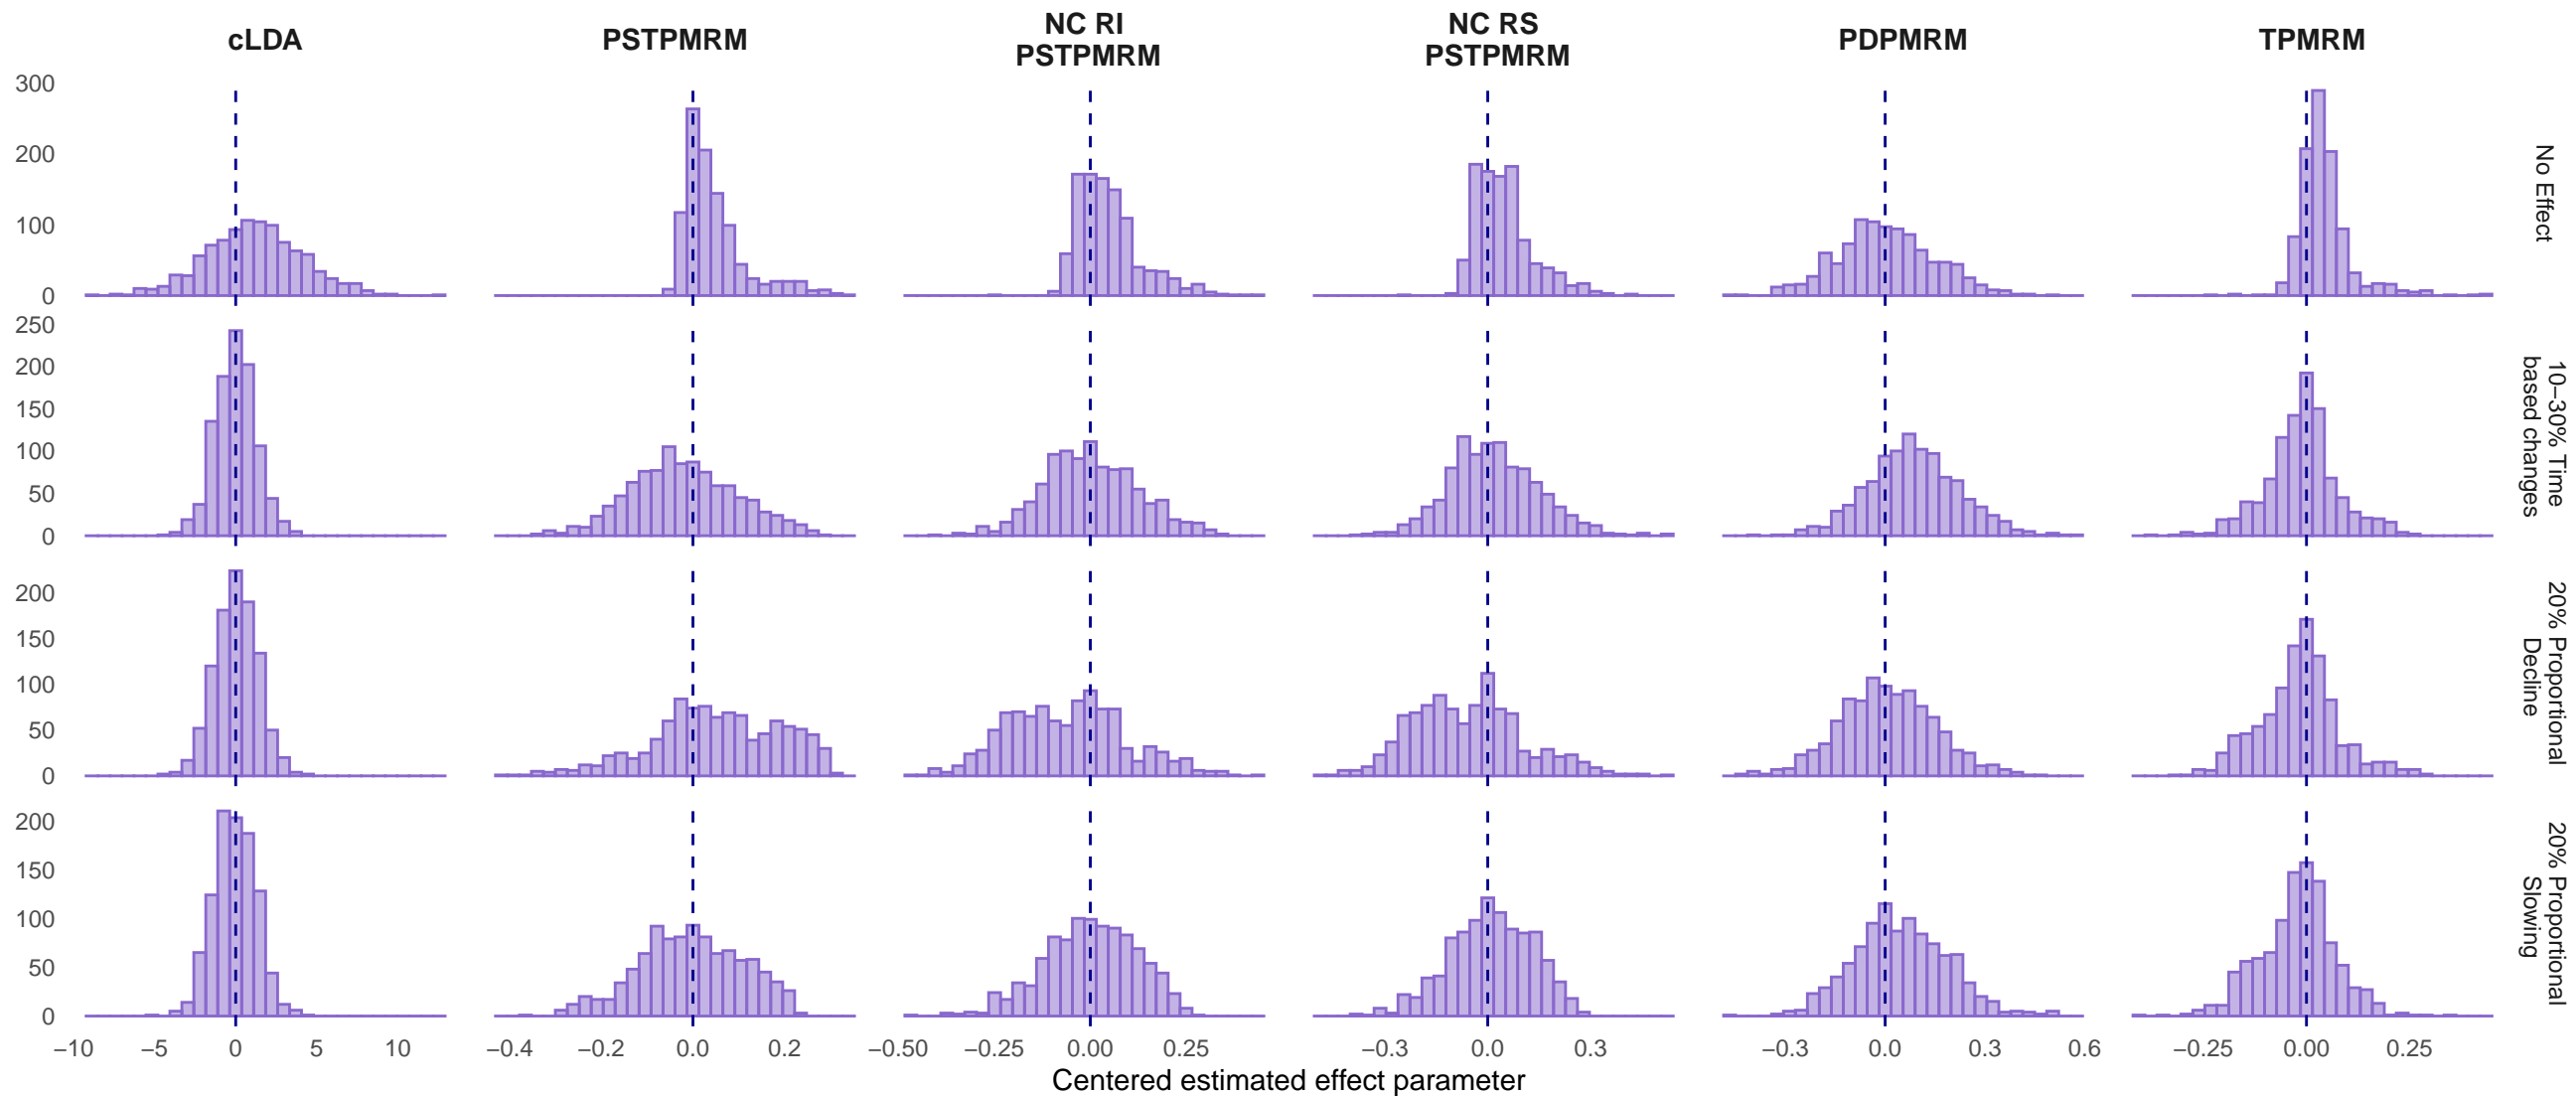 cLDA
PSTPMRM
NC RI
PSTPMRM
NC RS
PSTPMRM
PDPMRM
TPMRM
300
200
100
0
No Effect
250
200
150
100
50
0
10–30% Time
based changes
200
150
100
50
0
20% Proportional
Decline
200
150
100
50
0
20% Proportional
Slowing
−10 −5 0 5 10 −0.4 −0.2 0.0 0.2 −0.50 −0.25 0.00 0.25 −0.3 0.0 0.3 −0.3 0.0 0.3 0.6 −0.25 0.00 0.25
Centered estimated effect parameter